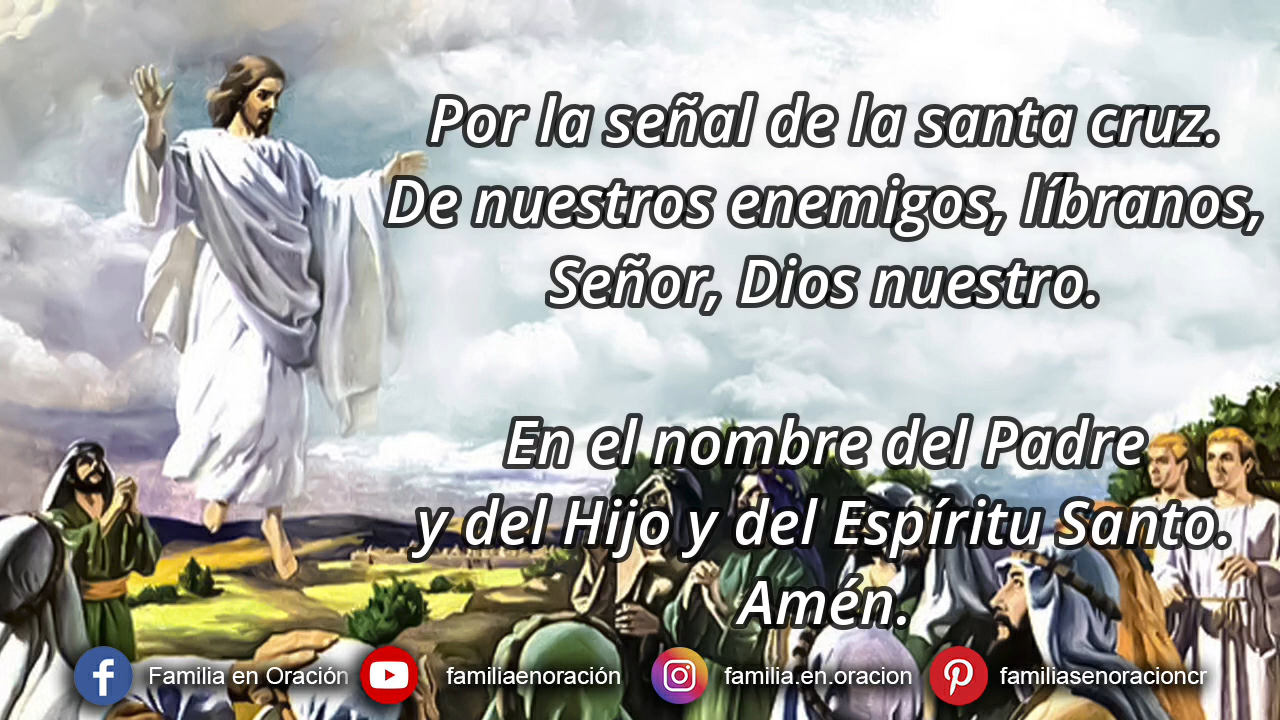 Por la señal de la santa cruz.
De nuestros enemigos, líbranos,
Señor, Dios nuestro.
En el nombre del Padre
y del Hijo y del Espíritu Santo.
Amén.
Familia en Oración
familiaenoración
familia.en.oracion
familiasenoracioncr